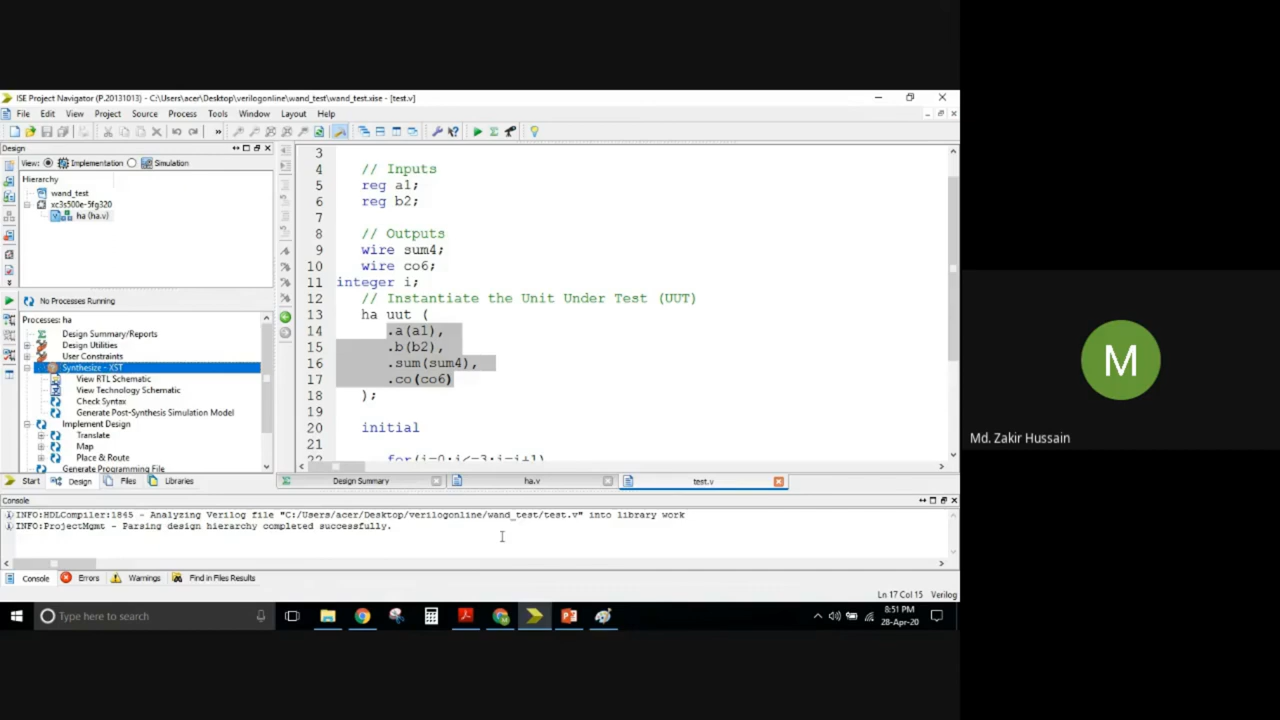 ISE Project Navigator (P.20131013) - C:\Users\acer\Desktop\verilogonline\wand_test\wand_test.xise - [test.v]
File Edit View Project Source Process Tools Window Layout Help
Design
View: Implementation Simulation
Hierarchy
wand_test
xc3s500e-5fg320
ha (ha.v)
No Processes Running
Processes: ha
Design Summary/Reports
Design Utilities
User Constraints
Synthesize - XST
View RTL Schematic
View Technology Schematic
Check Syntax
Generate Post-Synthesis Simulation Model
Implement Design
Translate
Map
Place & Route
Generate Programming File
Start Design Files Libraries
3
4 // Inputs
5 reg a1;
6 reg b2;
7
8 // Outputs
9 wire sum4;
10 wire co6;
11 integer i;
12 // Instantiate the Unit Under Test (UUT)
13 ha uut (
14 .a(a1),
15 .b(b2),
16 .sum(sum4),
17 .co(co6)
18 );
19
20 initial
21
22 for(i=0;i<=3;i=i+1)
Design Summary ha.v test.v
Console
INFO:HDLCompiler:1845 - Analyzing Verilog file "C:/Users/acer/Desktop/verilogonline/wand_test/test.v" into library work
INFO:ProjectMgmt - Parsing design hierarchy completed successfully.
Console Errors Warnings Find in Files Results
Ln 17 Col 15 Verilog
Type here to search
8:51 PM
28-Apr-20
M
Md. Zakir Hussain